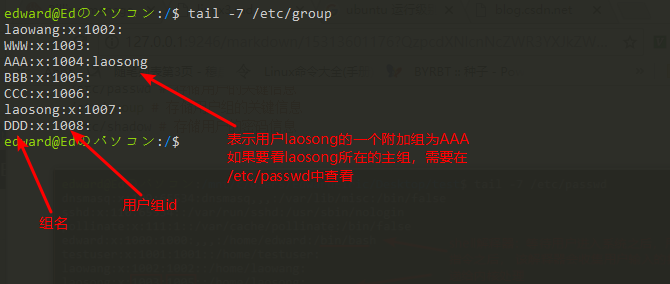 edward@Edのパソコン:/$ tail -7 /etc/group
laowang:x:1002:
WWW:x:1003:
AAA:x:1004:laosong
BBB:x:1005:
CCC:x:1006:
laosong:x:1007:
DDD:x:1008:
edward@Edのパソコン:/$
表示用户laosong的一个附加组为AAA
如果要看laosong所在的主组，需要在
/etc/passwd中查看
用户组id
组名